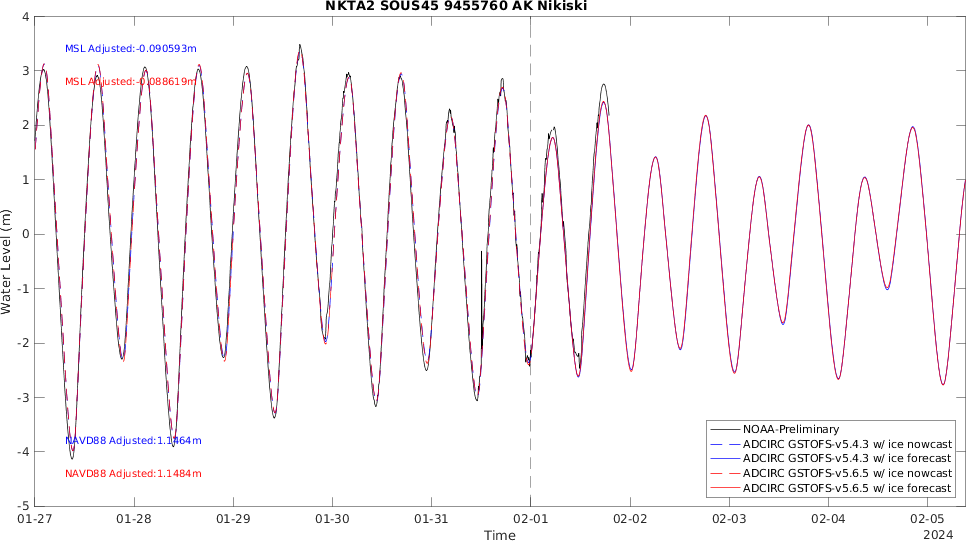 NKTA2 SOUS45 9455760 AK Nikiski
4
3
2
1
0
-1
-2
-3
-4
-5
Water Level (m)
MSL Adjusted:-0.090593m
MSL Adjusted:-0.088619m
NAVD88 Adjusted:1.1464m
NAVD88 Adjusted:1.1484m
NOAA-Preliminary
ADCIRC GSTOFS-v5.4.3 w/ ice nowcast
ADCIRC GSTOFS-v5.4.3 w/ ice forecast
ADCIRC GSTOFS-v5.6.5 w/ ice nowcast
ADCIRC GSTOFS-v5.6.5 w/ ice forecast
01-27 01-28 01-29 01-30 01-31 02-01 02-02 02-03 02-04 02-05
Time
2024